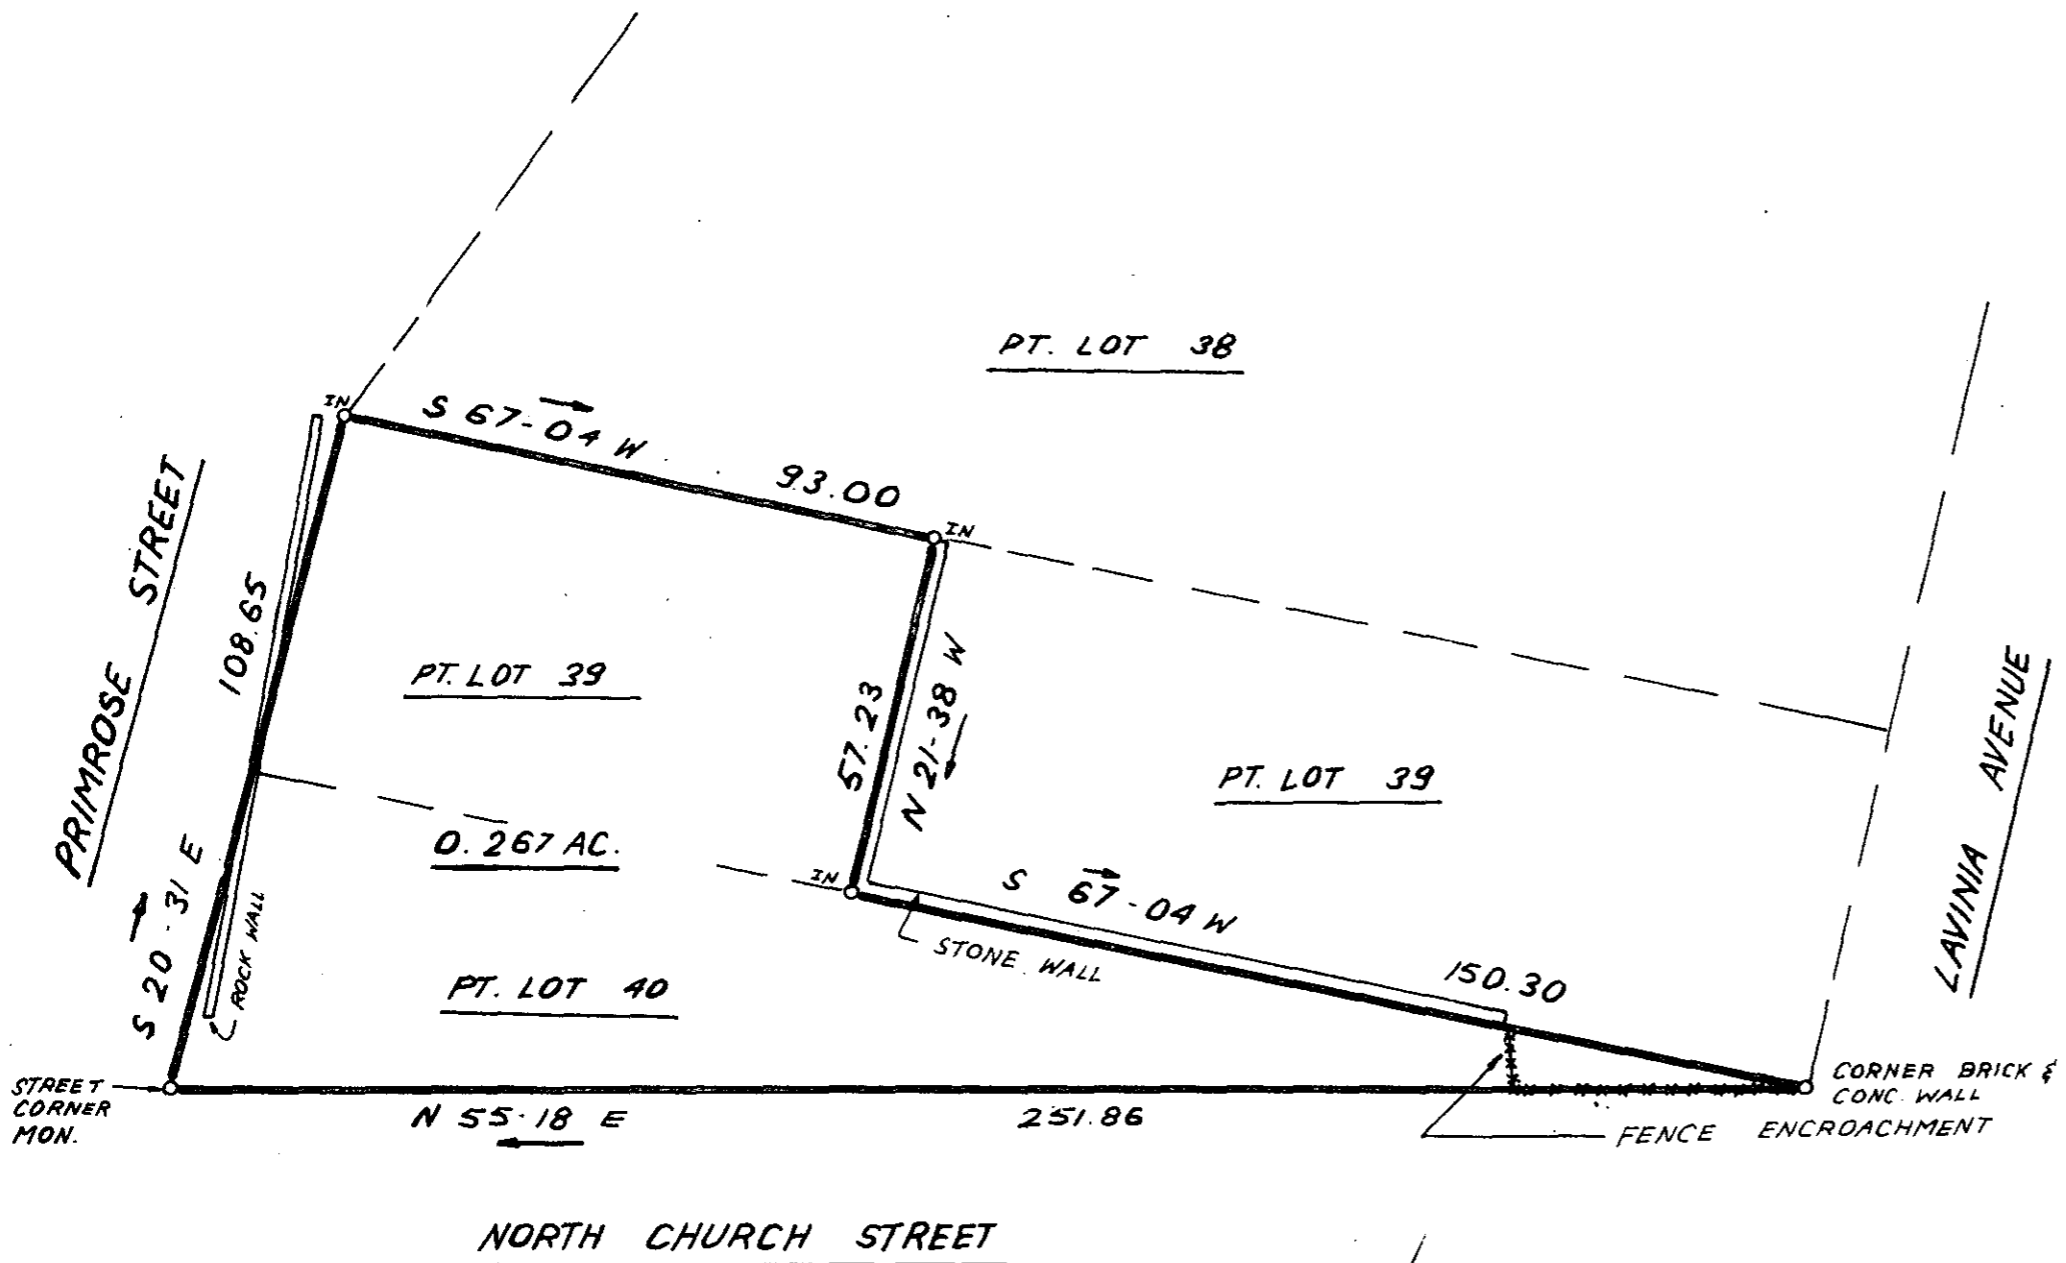 PT. LOT 38
IN
S 67-04 W
93.00
IN
PRIMROSE STREET
108.65
S 20-31 E
ROCK WALL
PT. LOT 39
57.23
N 21-38 W
0.267 AC.
PT. LOT 39
LAVINIA AVENUE
IN
S 67-04 W
150.30
STONE WALL
PT. LOT 40
STREET
CORNER
MON.
N 55-18 E
251.86
CORNER BRICK &
CONC. WALL
FENCE ENCROACHMENT
NORTH CHURCH STREET